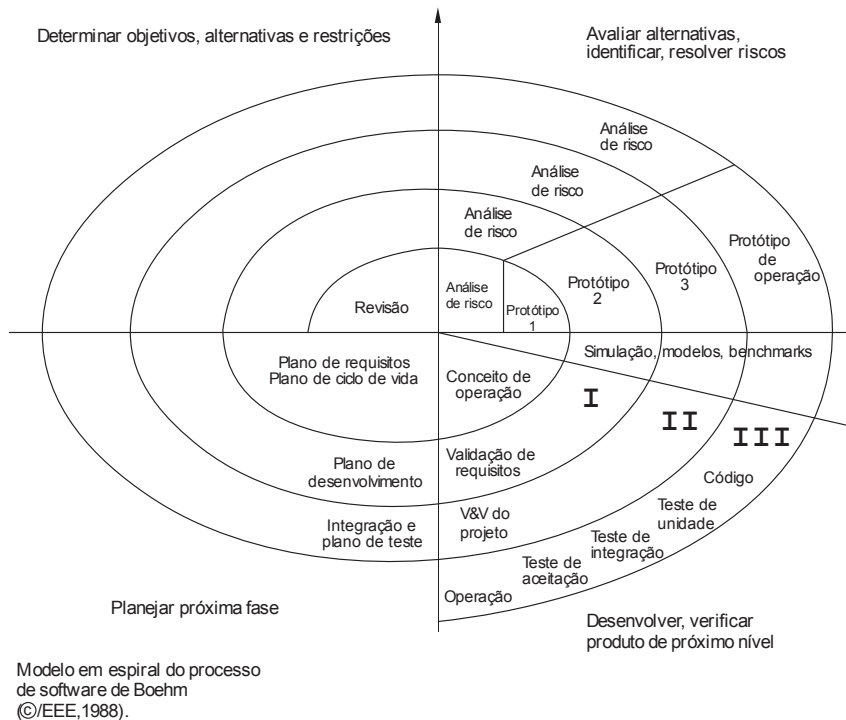 Determinar objetivos, alternativas e restrições
Avaliar alternativas,
identificar, resolver riscos
Análise
de risco
Análise
de risco
Análise
de risco
Análise
de risco
Protótipo
de
operação
Protótipo
3
Protótipo
2
Protótipo
1
Revisão
Simulação, modelos, benchmarks
Plano de requisitos
Plano de ciclo de vida
Conceito de
operação
I
II
III
Plano de
desenvolvimento
Validação de
requisitos
Código
Teste de
unidade
Integração e
plano de teste
V&V do
projeto
Teste de
integração
Teste de
aceitação
Operação
Planejar próxima fase
Desenvolver, verificar
produto de próximo nível
Modelo em espiral do processo
de software de Boehm
(©/EEE,1988).